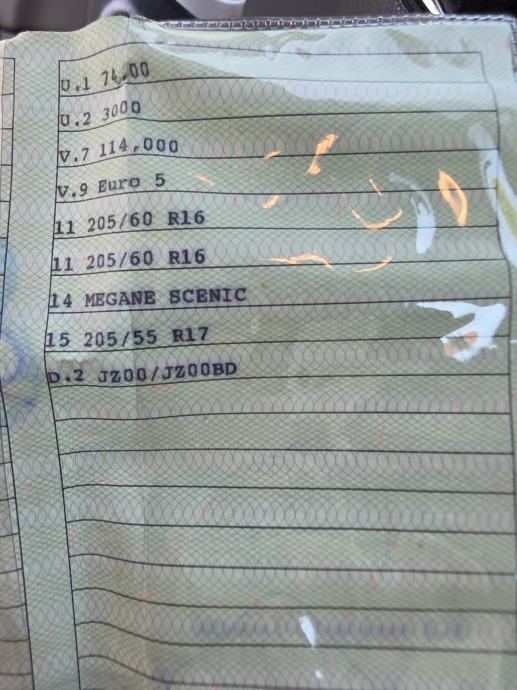 U.1 74,00
U.2 3000
V.7 114,000
V.9 Euro 5
11 205/60 R16
11 205/60 R16
14 MEGANE SCENIC
15 205/55 R17
D.2 JZ00/JZ00BD